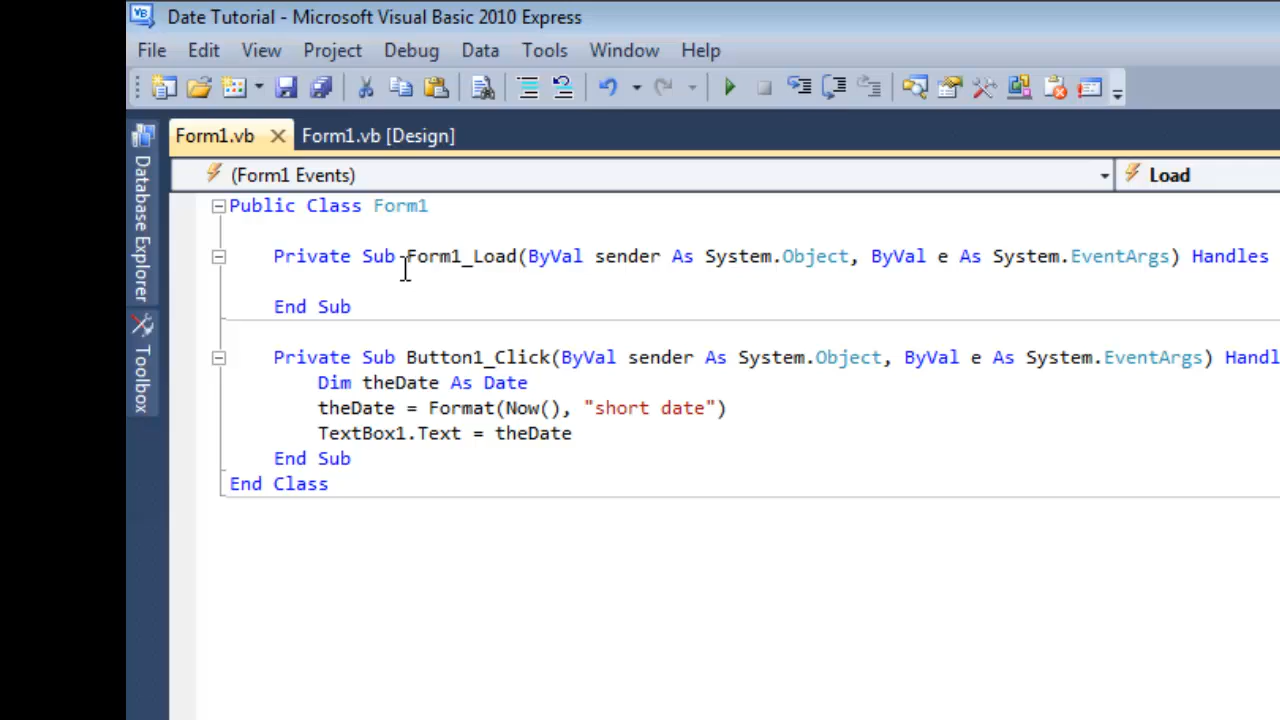 Date Tutorial - Microsoft Visual Basic 2010 Express
File Edit View Project Debug Data Tools Window Help
Form1.vb Form1.vb [Design]
(Form1 Events) Load
Database Explorer
Toolbox
Public Class Form1
Private Sub Form1_Load(ByVal sender As System.Object, ByVal e As System.EventArgs) Handles
End Sub
Private Sub Button1_Click(ByVal sender As System.Object, ByVal e As System.EventArgs) Handl
Dim theDate As Date
theDate = Format(Now(), "short date")
TextBox1.Text = theDate
End Sub
End Class